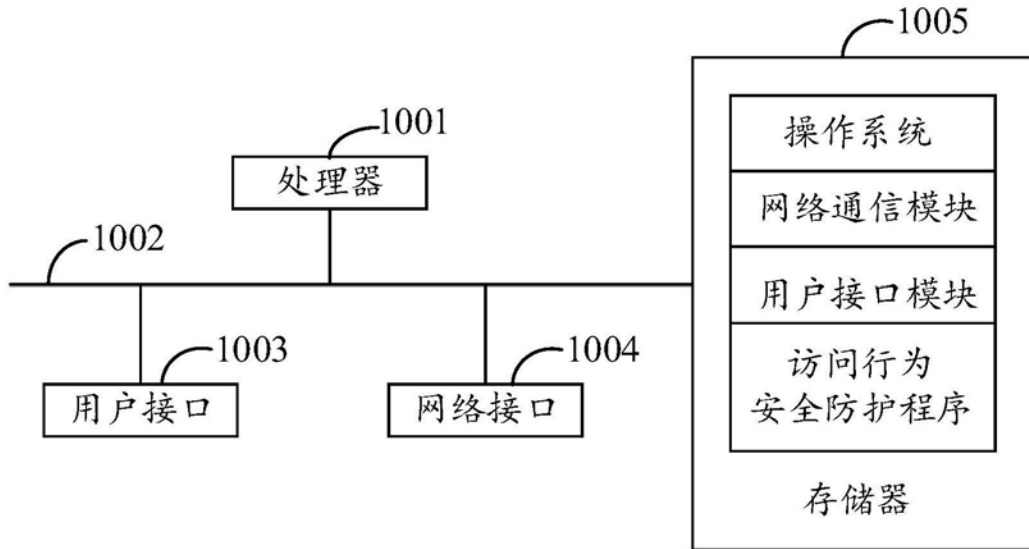 1005
操作系统
1001
处理器
网络通信模块
1002
用户接口模块
1003
1004
访问行为
安全防护程序
用户接口
网络接口
存储器